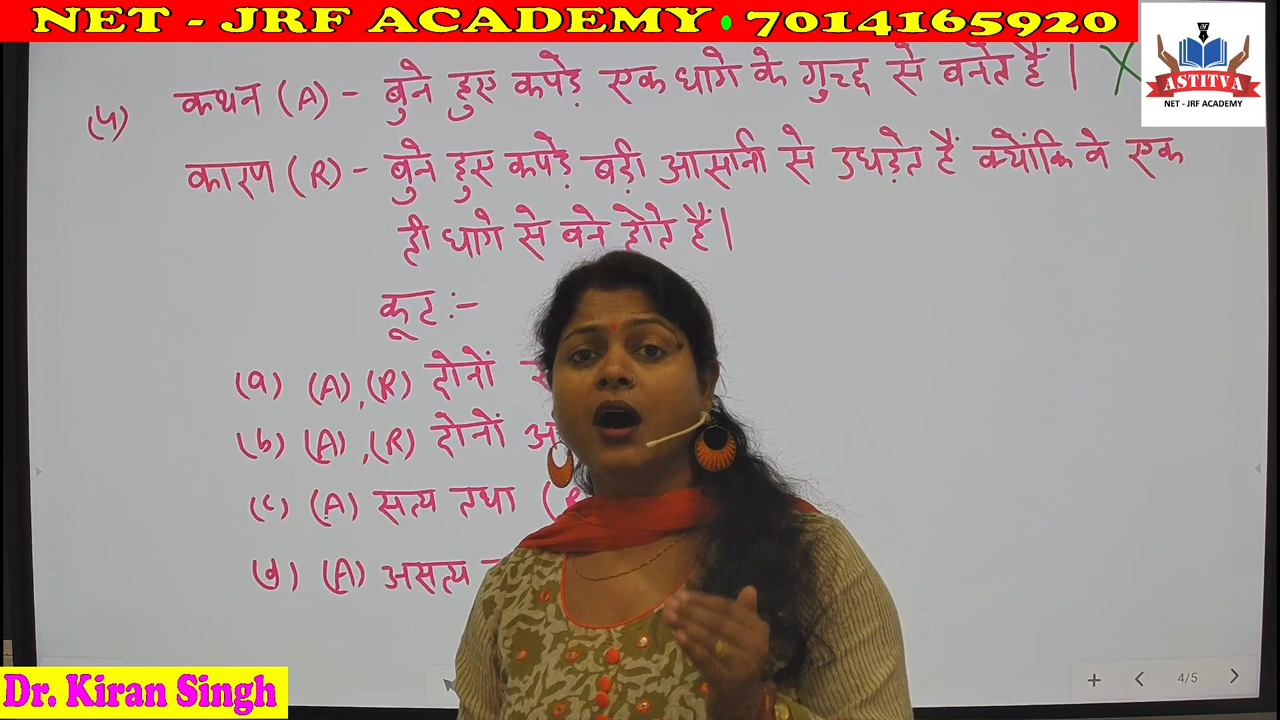 NET - JRF ACADEMY • 7014165920
ASTITVA
NET - JRF ACADEMY
(4) कथन (A) - बुने हुए कपड़े एक धागे के गुच्छ से बनते हैं। X
कारण (R) - बुने हुए कपड़े बड़ी आसानी से उधड़ते हैं क्योंकि वे एक
ही धागे से बने होते हैं।
कूट :-
(a) (A), (R) दोनों
(b) (A), (R) दोनों
(c) (A) सत्य तथा (R
(d) (A) असत्य
Dr. Kiran Singh
4/5